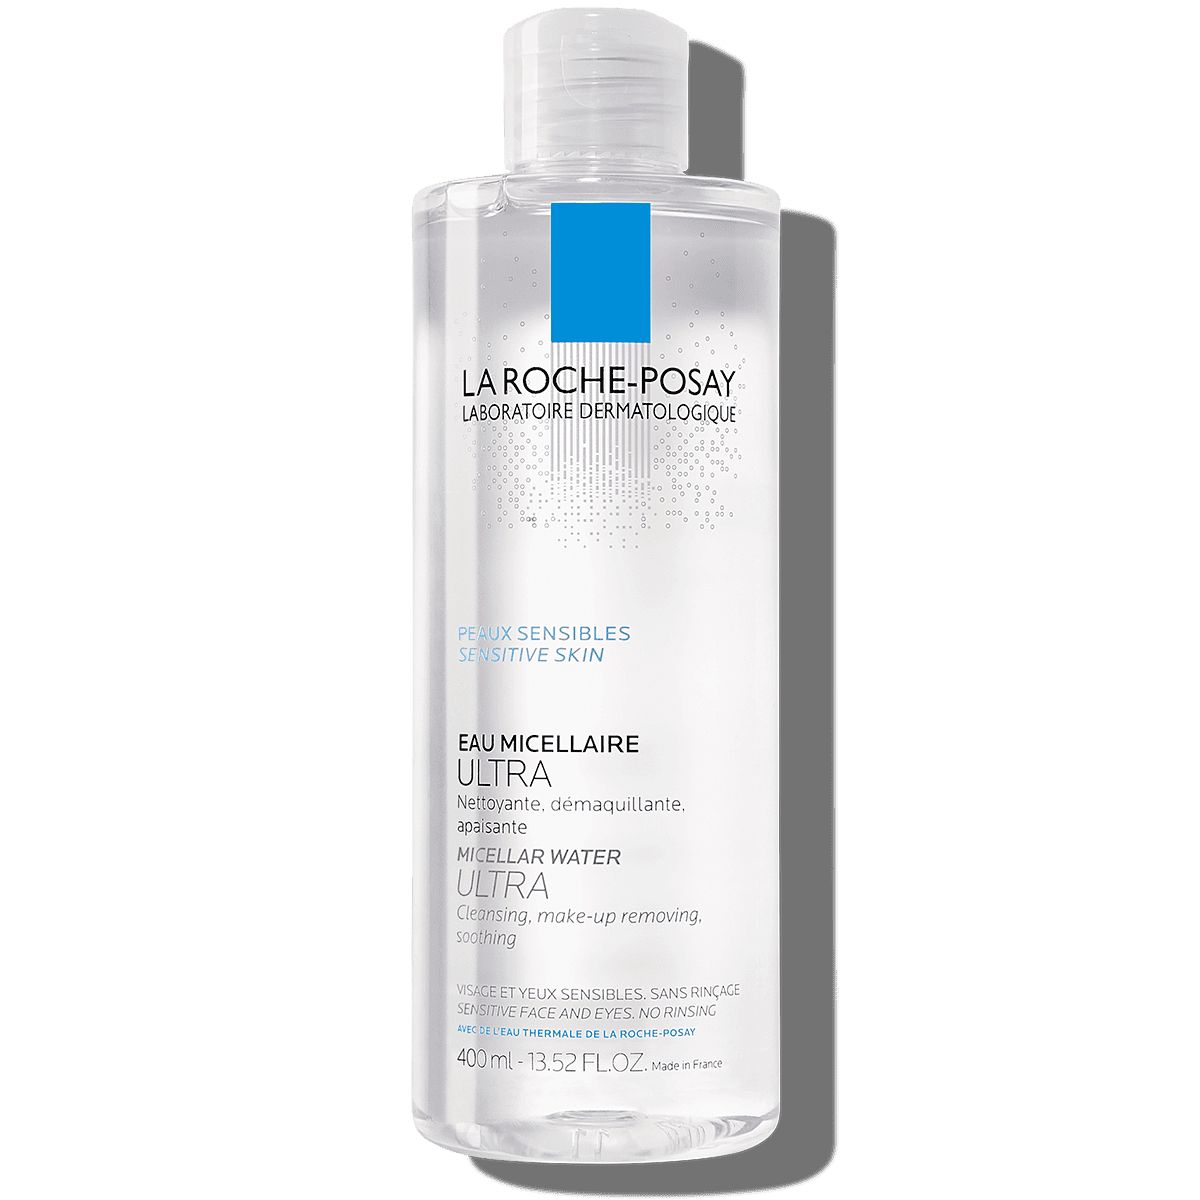 LA ROCHE-POSAY
LABORATOIRE DERMATOLOGIQUE
PEAUX SENSIBLES
SENSITIVE SKIN
EAU MICELLAIRE
ULTRA
Nettoyante, démaquillante,
apaisante
MICELLAR WATER
ULTRA
Cleansing, make-up removing,
soothing
VISAGE ET YEUX SENSIBLES. SANS RINÇAGE
SENSITIVE FACE AND EYES. NO RINSING
AVEC DE L'EAU THERMALE DE LA ROCHE-POSAY
400 ml - 13.52 FL.OZ. Made in France